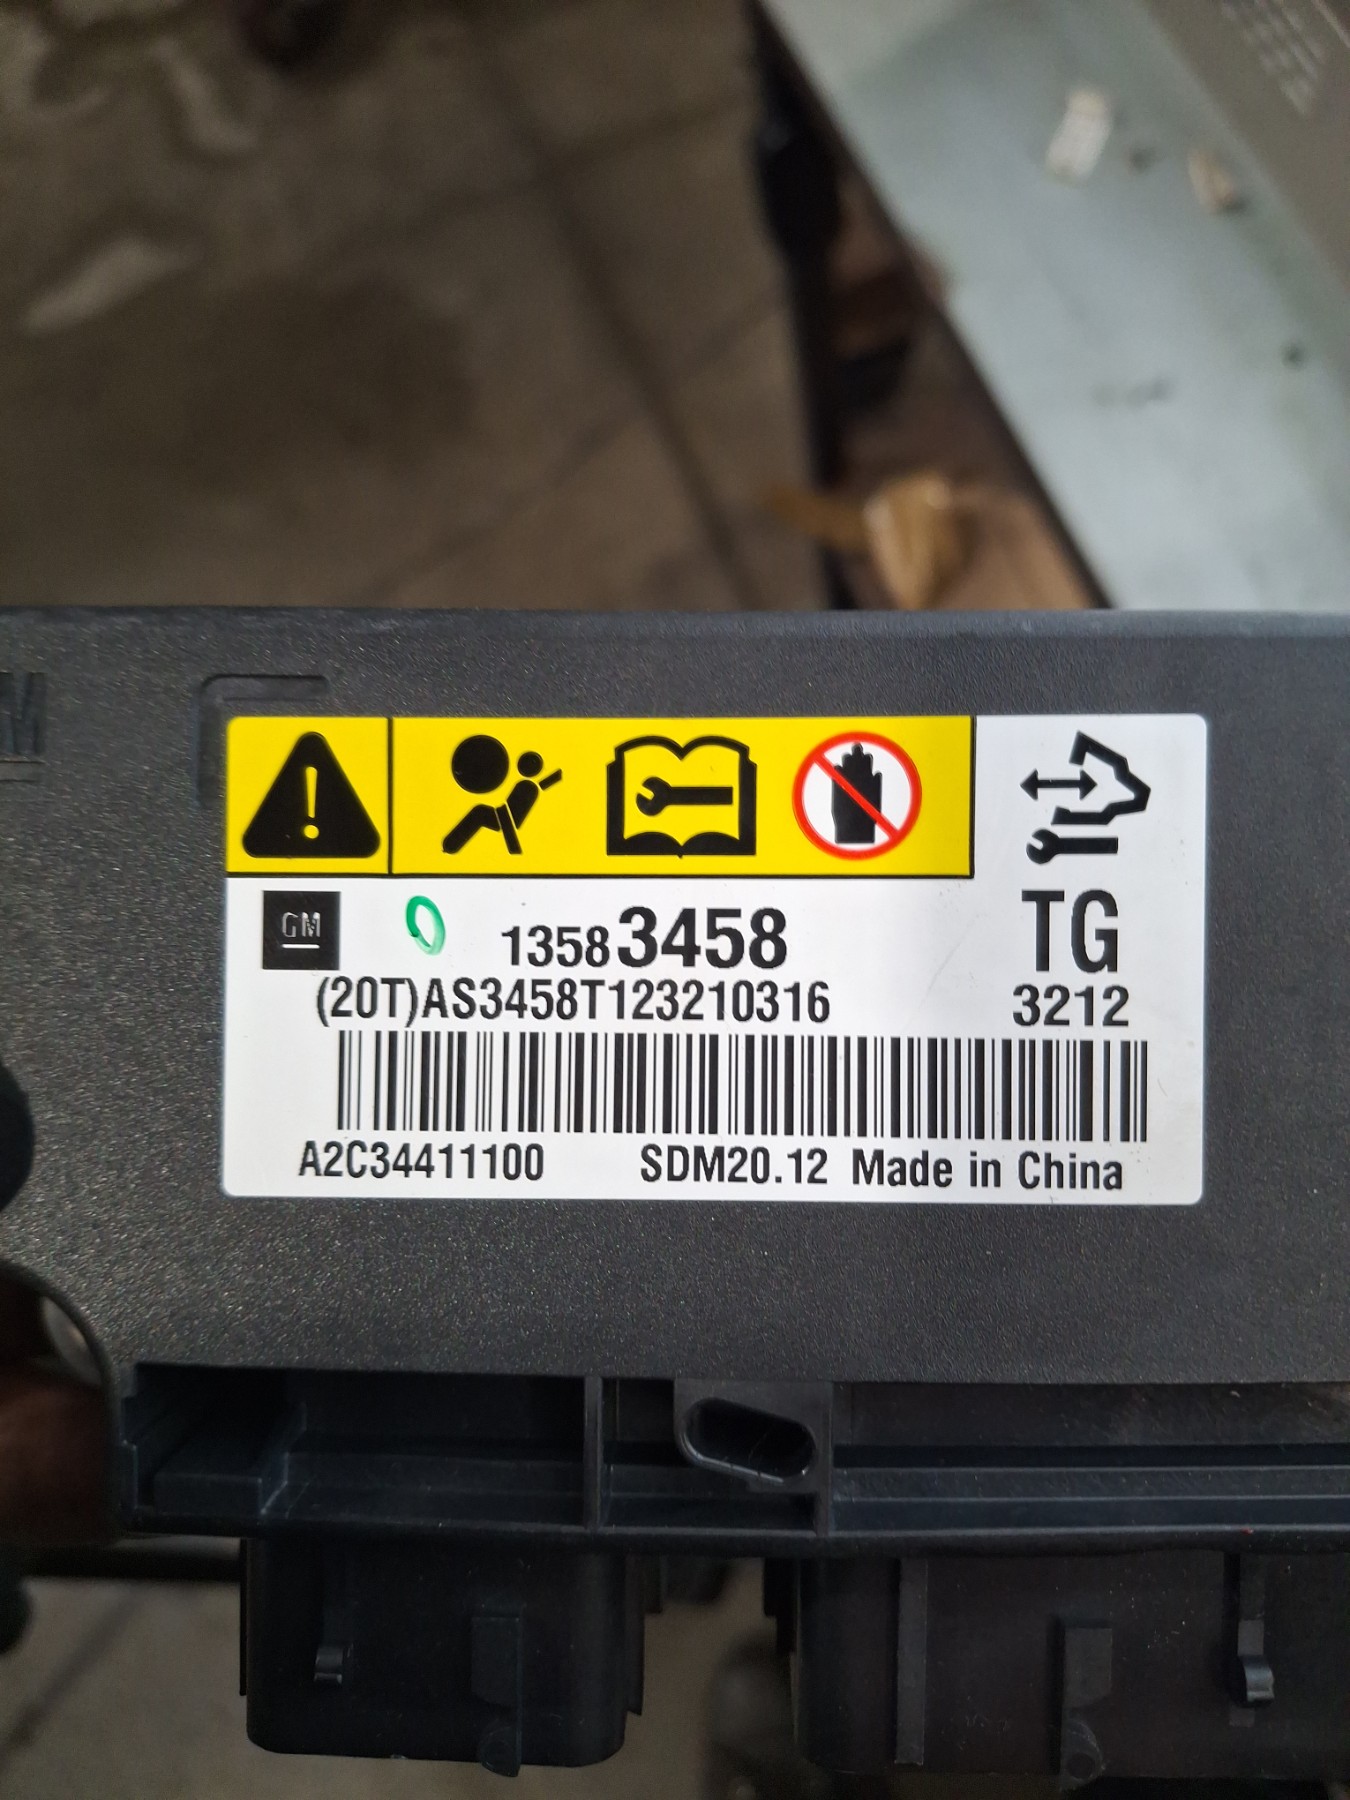 GM
13583458
TG
(20T)AS3458T123210316
3212
A2C34411100
SDM20.12 Made in China